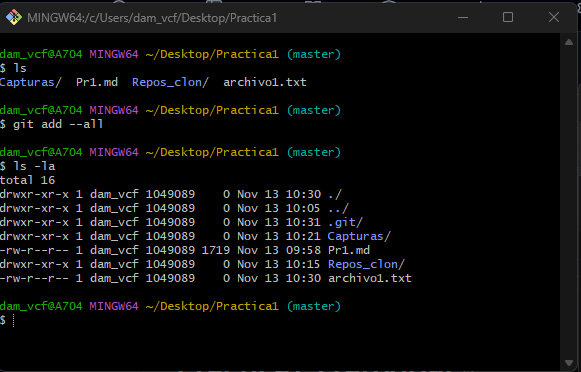 MINGW64:/c/Users/dam_vcf/Desktop/Practica1
dam_vcf@A704 MINGW64 ~/Desktop/Practica1 (master)
$ ls
Capturas/  Pr1.md  Repos_clon/  archivo1.txt
dam_vcf@A704 MINGW64 ~/Desktop/Practica1 (master)
$ git add --all
dam_vcf@A704 MINGW64 ~/Desktop/Practica1 (master)
$ ls -la
total 16
drwxr-xr-x 1 dam_vcf 1049089    0 Nov 13 10:30 ./
drwxr-xr-x 1 dam_vcf 1049089    0 Nov 13 10:05 ../
drwxr-xr-x 1 dam_vcf 1049089    0 Nov 13 10:31 .git/
drwxr-xr-x 1 dam_vcf 1049089    0 Nov 13 10:21 Capturas/
-rw-r--r-- 1 dam_vcf 1049089 1719 Nov 13 09:58 Pr1.md
drwxr-xr-x 1 dam_vcf 1049089    0 Nov 13 10:15 Repos_clon/
-rw-r--r-- 1 dam_vcf 1049089    0 Nov 13 10:30 archivo1.txt
dam_vcf@A704 MINGW64 ~/Desktop/Practica1 (master)
$